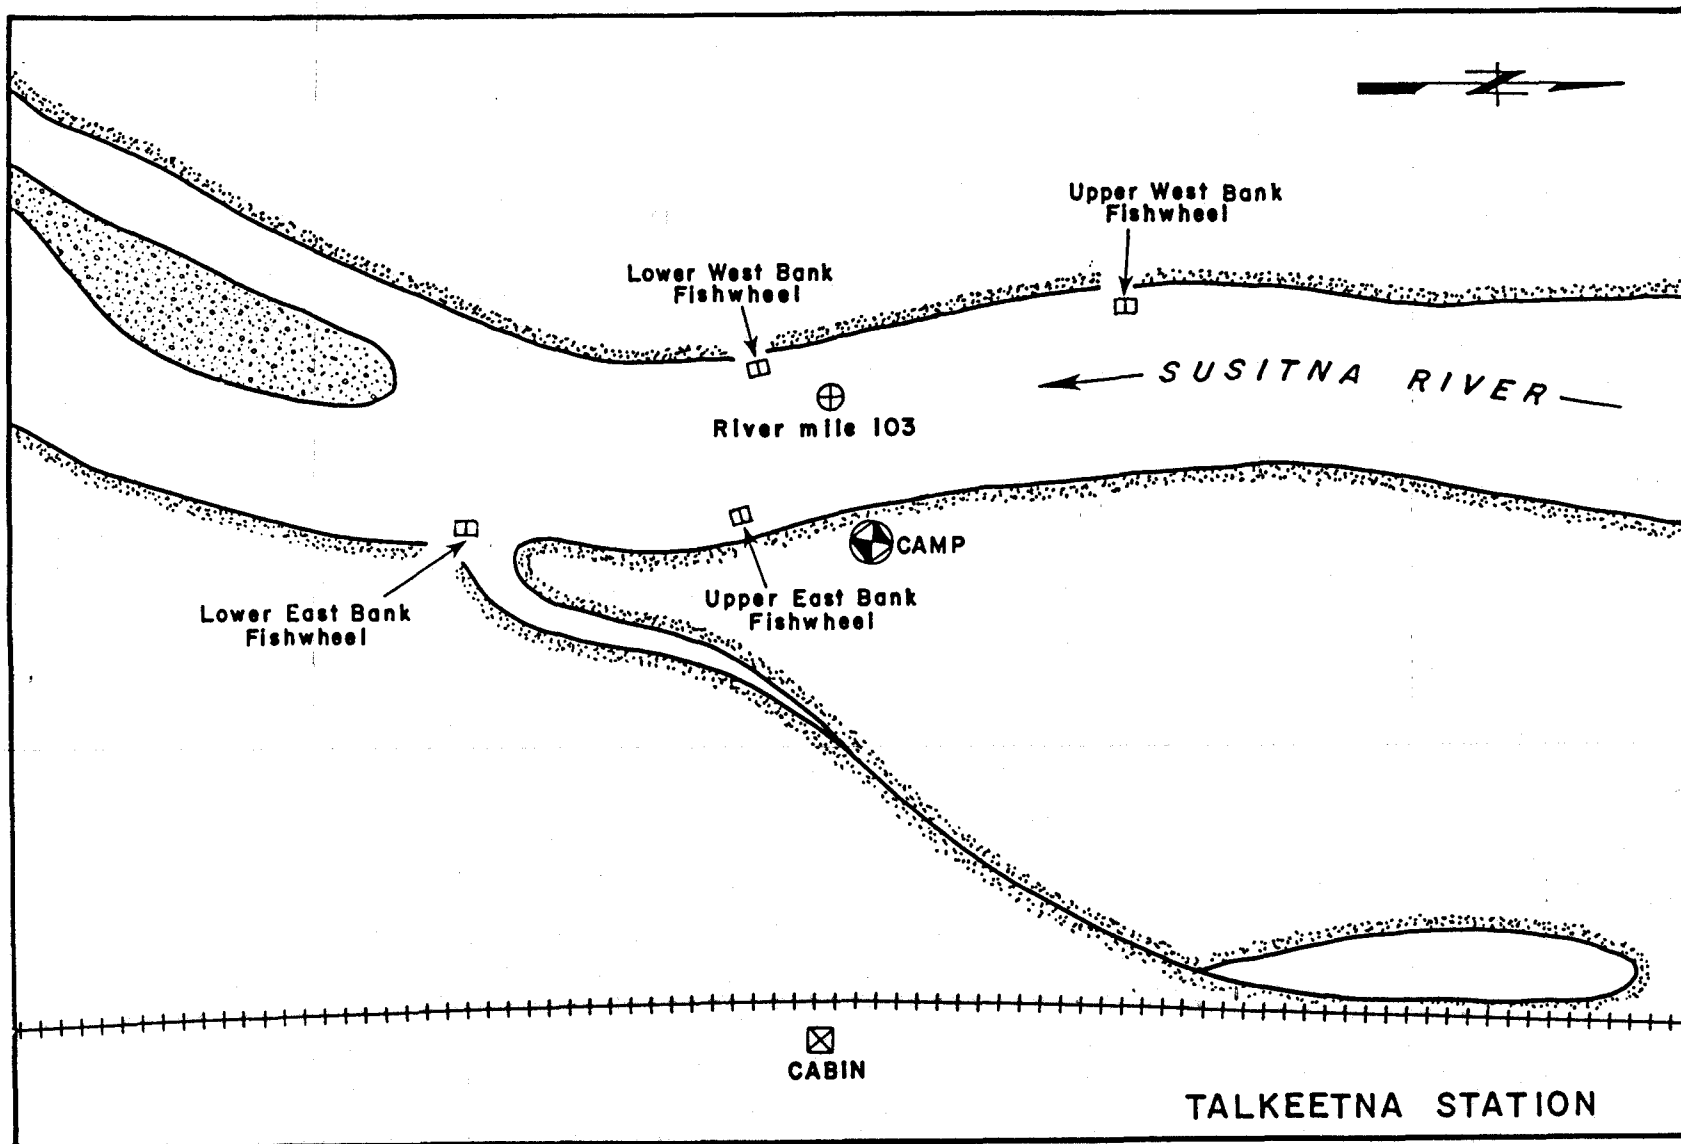 Upper West Bank
Fishwheel
Lower West Bank
Fishwheel
SUSITNA RIVER
River mile 103
CAMP
Lower East Bank
Fishwheel
Upper East Bank
Fishwheel
CABIN
TALKEETNA STATION